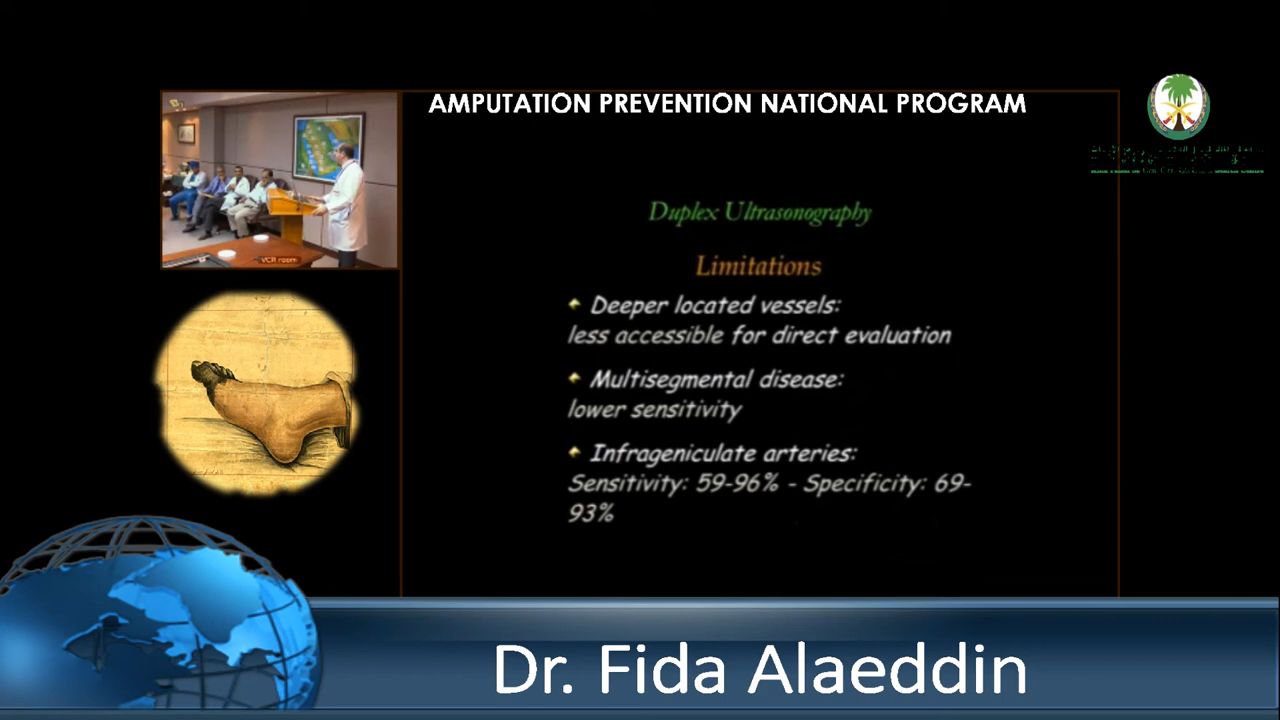 AMPUTATION PREVENTION NATIONAL PROGRAM
Duplex Ultrasonography
Limitations
Deeper located vessels:
less accessible for direct evaluation
Multisegmental disease:
lower sensitivity
Infrageniculate arteries:
Sensitivity: 59-96% - Specificity: 69-
93%
VCR room
Dr. Fida Alaeddin